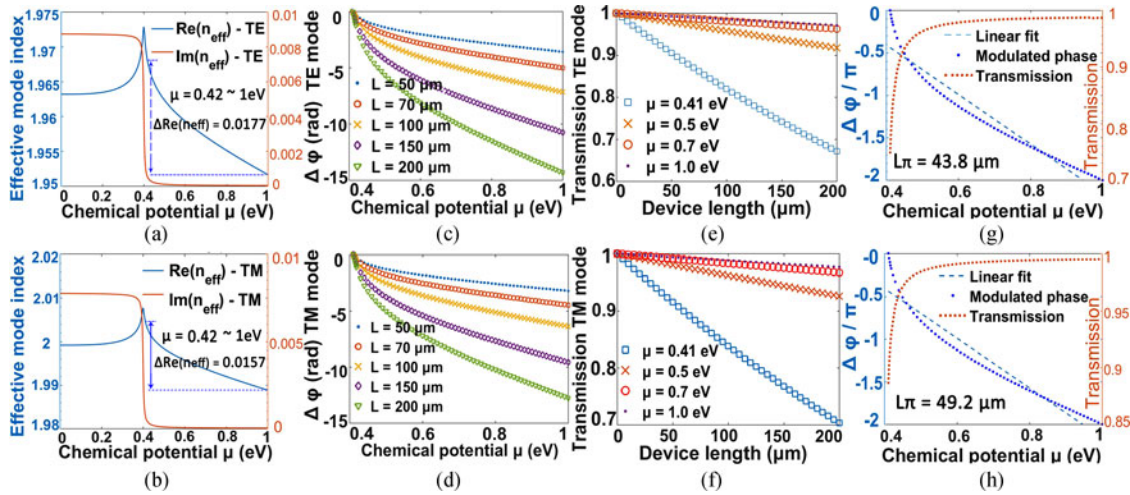 1.975
1.97
1.965
1.96
1.955
1.95
Effective mode index
0.01
0.008
0.006
0.004
0.002
0
Re(neff) - TE
Im(neff) - TE
μ = 0.42 ~ 1eV
ΔRe(neff) = 0.0177
0 0.2 0.4 0.6 0.8 1
Chemical potential μ (eV)
(a)
0
-5
-10
-15
Δ φ (rad) TE mode
L = 50 μm
L = 70 μm
L = 100 μm
L = 150 μm
L = 200 μm
0.4 0.6 0.8 1
Chemical potential μ (eV)
(c)
1
0.9
0.8
0.7
0.6
Transmission TE mode
μ = 0.41 eV
μ = 0.5 eV
μ = 0.7 eV
μ = 1.0 eV
0 50 100 150 200
Device length (μm)
(e)
-0
-0.5
-1
-1.5
-2
Δ φ / π
1
0.9
0.8
0.7
Transmission
Linear fit
Modulated phase
Transmission
Lπ = 43.8 μm
0.4 0.6 0.8 1
Chemical potential μ (eV)
(g)
2.02
2.01
2
1.99
1.98
Effective mode index
0.01
0.005
0
Re(neff) - TM
Im(neff) - TM
μ = 0.42 ~ 1eV
ΔRe(neff) = 0.0157
0 0.2 0.4 0.6 0.8 1
Chemical potential μ (eV)
(b)
0
-5
-10
-15
Δ φ (rad) TM mode
L = 50 μm
L = 70 μm
L = 100 μm
L = 150 μm
L = 200 μm
0.4 0.6 0.8 1
Chemical potential μ (eV)
(d)
1
0.9
0.8
0.7
Transmission TM mode
μ = 0.41 eV
μ = 0.5 eV
μ = 0.7 eV
μ = 1.0 eV
0 50 100 150 200
Device length (μm)
(f)
-0
-0.5
-1
-1.5
-2
Δ φ / π
1
0.95
0.9
0.85
Transmission
Linear fit
Modulated phase
Transmission
Lπ = 49.2 μm
0.4 0.6 0.8 1
Chemical potential μ (eV)
(h)